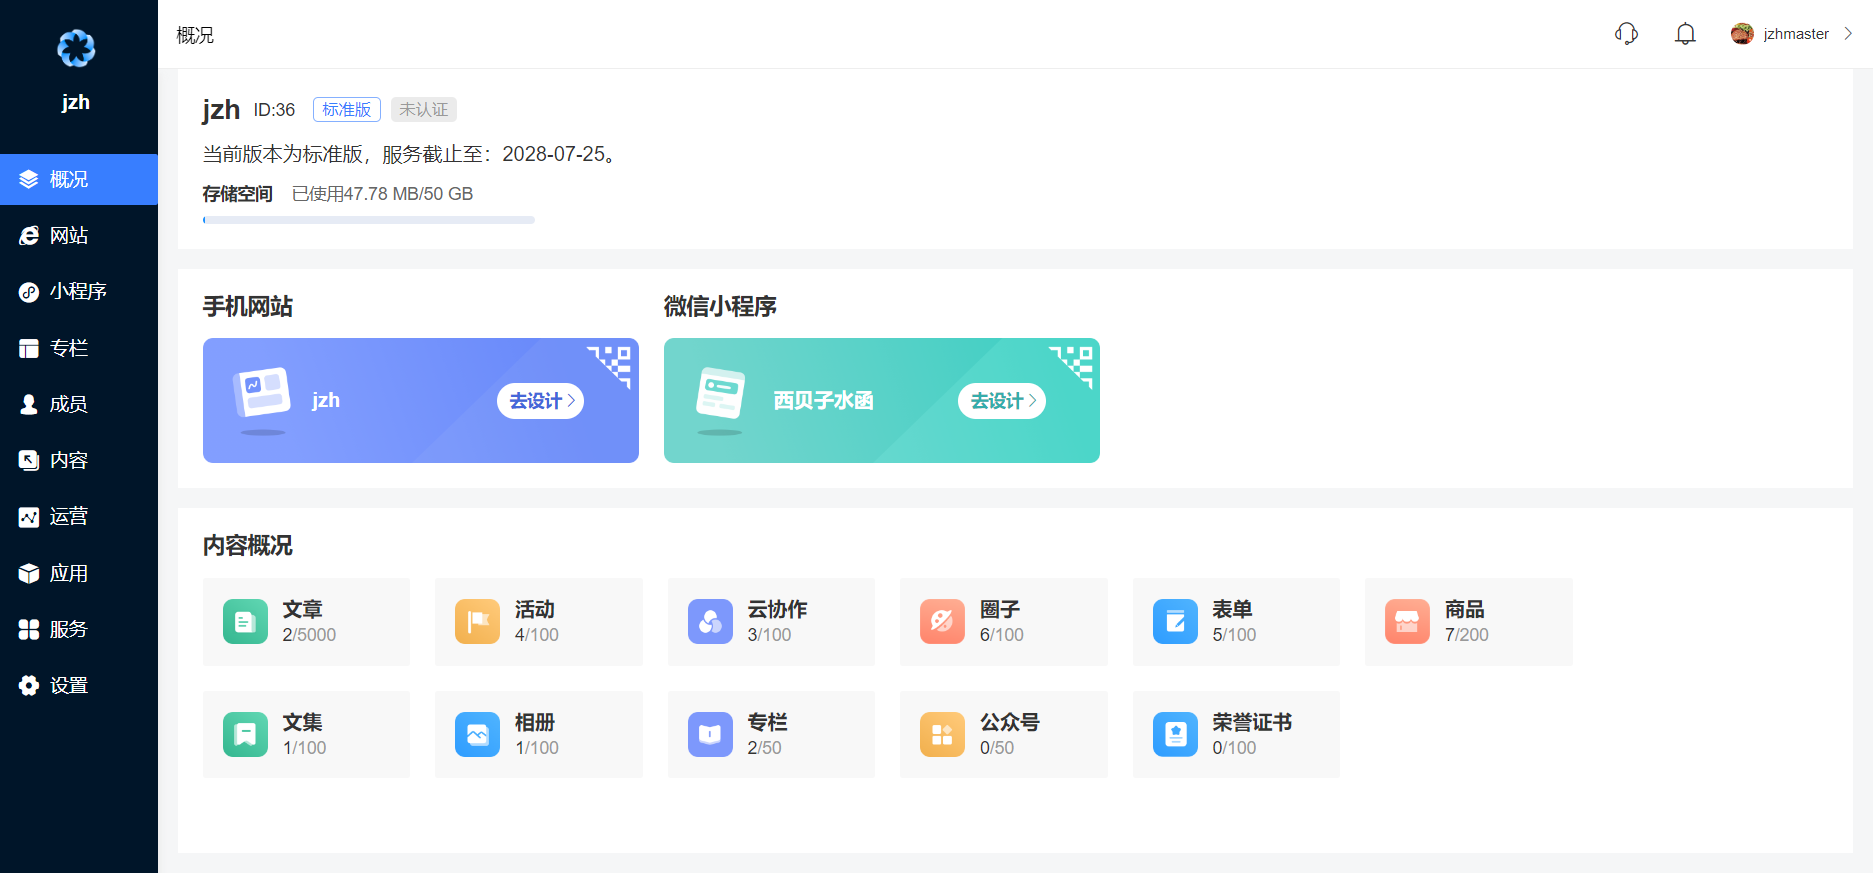 jzh
概况
网站
小程序
专栏
成员
内容
运营
应用
服务
设置
概况
jzhmaster
jzh ID:36 标准版 未认证
当前版本为标准版，服务截止至：2028-07-25。
存储空间 已使用47.78 MB/50 GB
手机网站
jzh
去设计
微信小程序
西贝子水函
去设计
内容概况
文章
2/5000
活动
4/100
云协作
3/100
圈子
6/100
表单
5/100
商品
7/200
文集
1/100
相册
1/100
专栏
2/50
公众号
0/50
荣誉证书
0/100